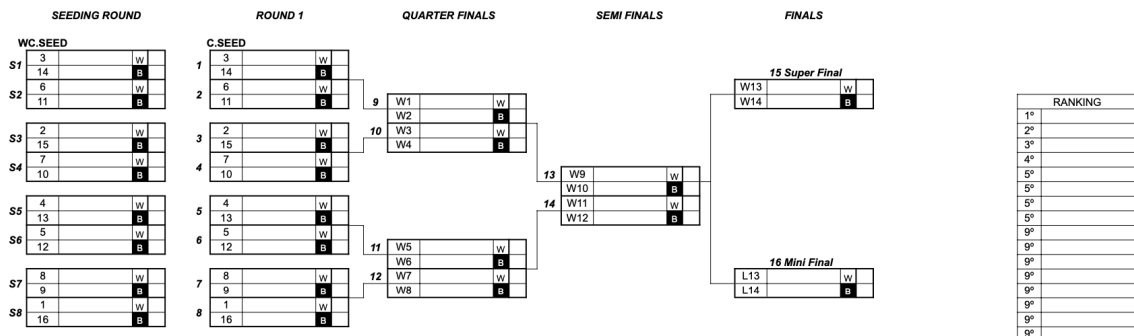 SEEDING ROUND ROUND 1 QUARTER FINALS SEMI FINALS FINALS
WC.SEED C.SEED
S1 3 W 1 3 W
14 B 14 B
15 Super Final
S2 6 W 2 6 W W13 W
11 B 11 B 9 W1 W W14 B RANKING
W2 B 1º
S3 2 W 3 2 W 10 W3 W 2º
15 B 15 B W4 B 3º
S4 7 W 4 7 W 4º
10 B 10 B 13 W9 W 5º
W10 B 5º
S5 4 W 5 4 W 14 W11 W 5º
13 B 13 B W12 B 5º
S6 5 W 6 5 W 9º
12 B 12 B 11 W5 W 9º
W6 B 16 Mini Final 9º
S7 8 W 7 8 W 12 W7 W L13 W 9º
9 B 9 B W8 B L14 B 9º
S8 1 W 8 1 W 9º
16 B 16 B 9º
9º